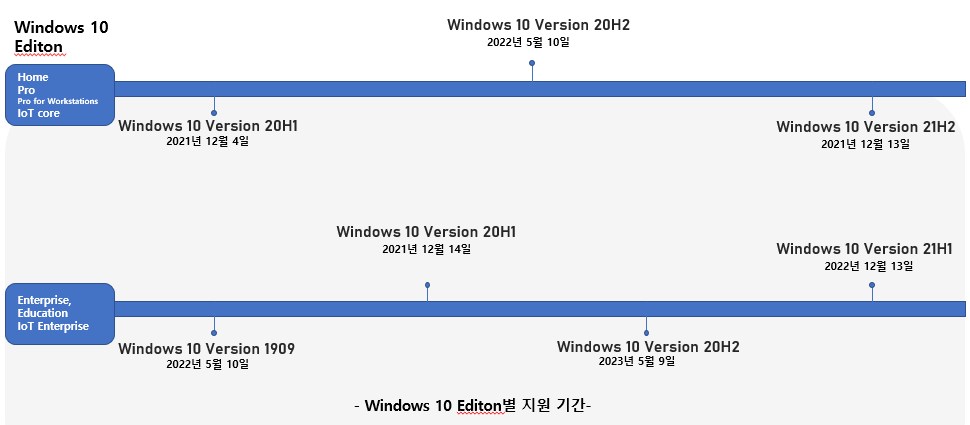 Windows 10
Editon
Windows 10 Version 20H2
2022년 5월 10일
Home
Pro
Pro for Workstations
IoT core
Windows 10 Version 20H1
2021년 12월 4일
Windows 10 Version 21H2
2021년 12월 13일
Windows 10 Version 20H1
2021년 12월 14일
Windows 10 Version 21H1
2022년 12월 13일
Enterprise,
Education
IoT Enterprise
Windows 10 Version 1909
2022년 5월 10일
Windows 10 Version 20H2
2023년 5월 9일
- Windows 10 Editon별 지원 기간-